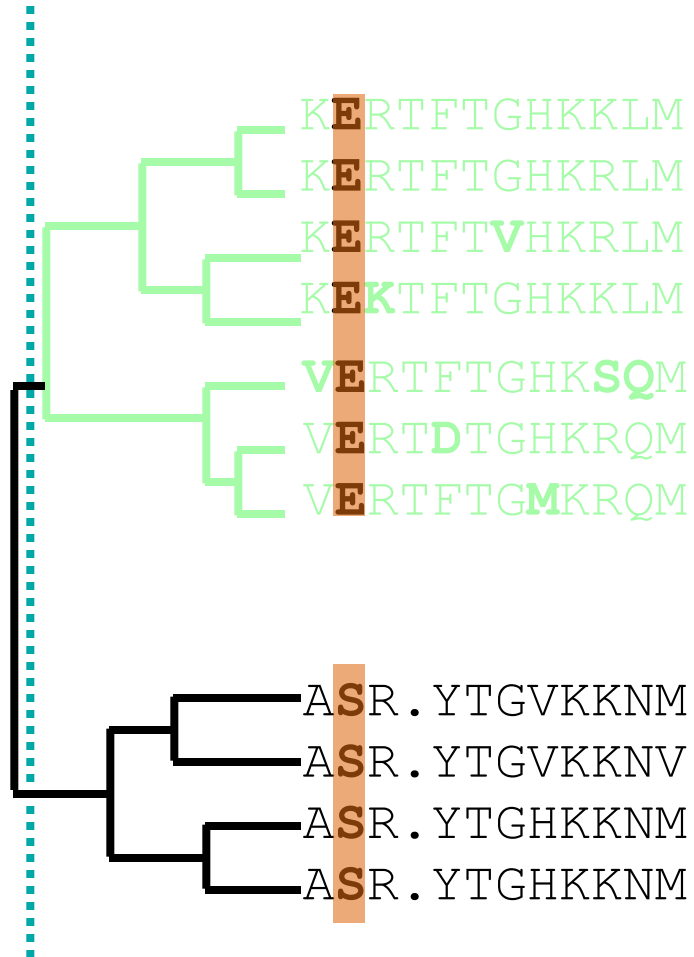 KERTFTGHKKLM
KERTFTGHKRLM
KERTFTVHKRLM
KEKTFTGHKKLM
VERTFTGHKSQM
VERTDTGHKRQM
VERTFTGMKRQM
ASR.YTGVKKNM
ASR.YTGVKKNV
ASR.YTGHKKNM
ASR.YTGHKKNM